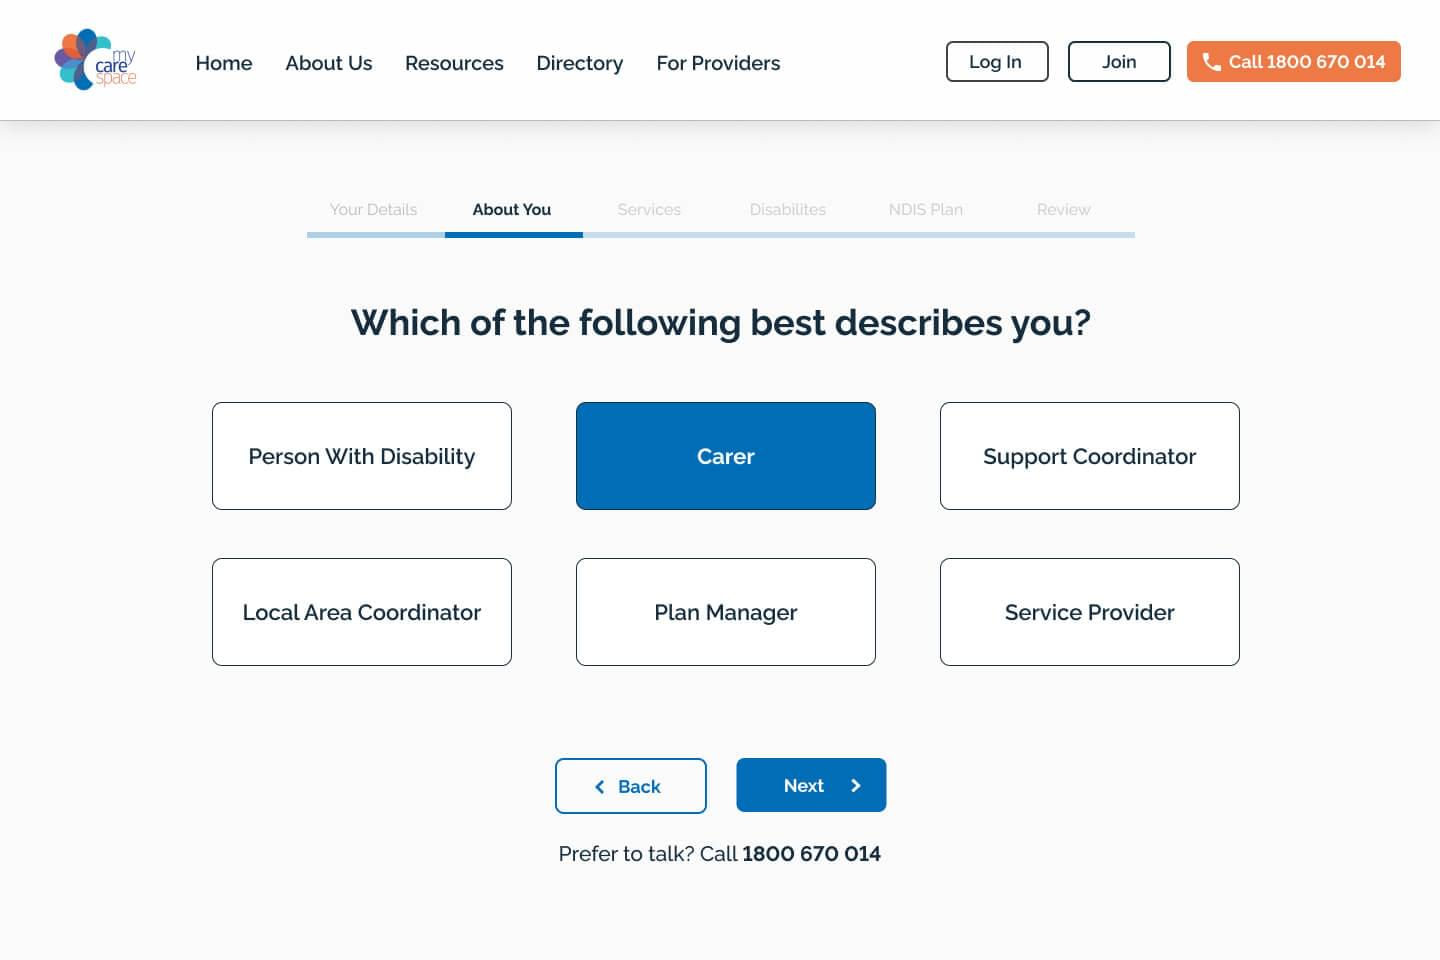 my
care
space
Home About Us Resources Directory For Providers Log In Join Call 1800 670 014
Your Details About You Services Disabilites NDIS Plan Review
Which of the following best describes you?
Person With Disability Carer Support Coordinator
Local Area Coordinator Plan Manager Service Provider
Back Next
Prefer to talk? Call 1800 670 014